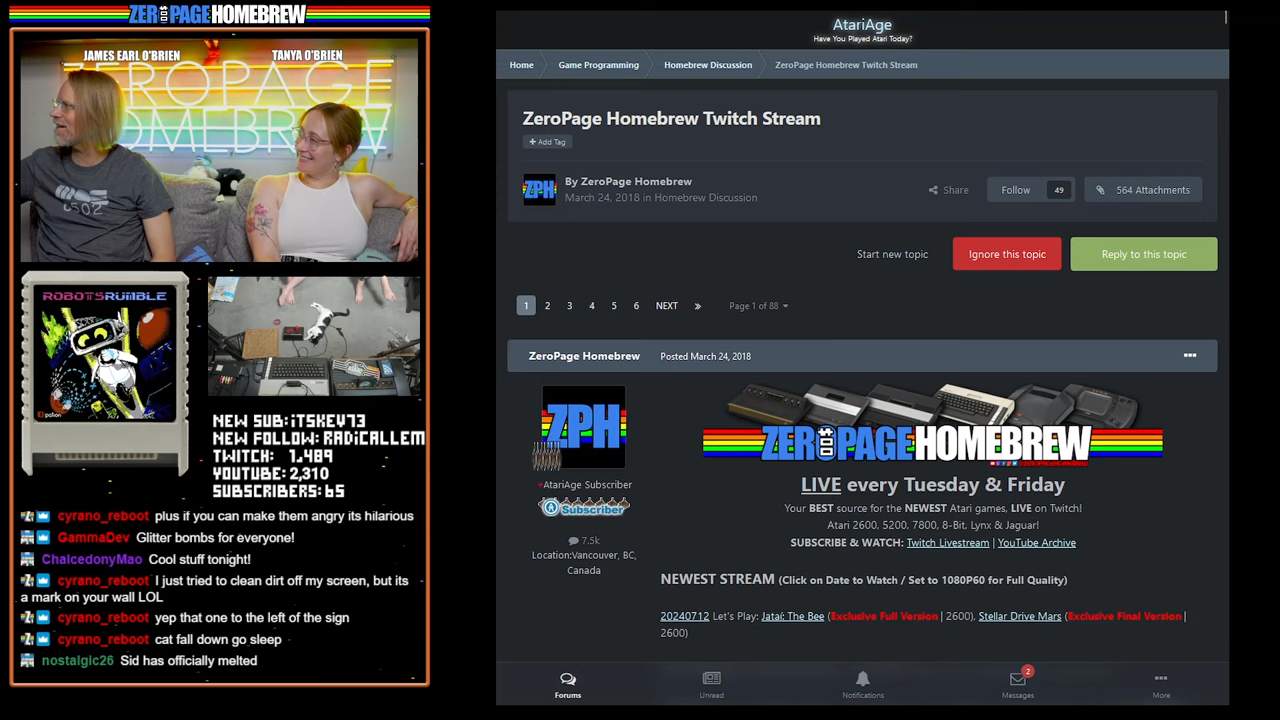 ZEROPAGE HOMEBREW
JAMES EARL O'BRIEN
TANYA O'BRIEN
ZEROPAGE
HOMEBREW
6502
ROBOTS RUMBLE
NEW SUB: iTSKEV73
NEW FOLLOW: RADiCALLEM
TWITCH: 1,489
YOUTUBE: 2,310
SUBSCRIBERS: 65
cyrano_reboot plus if you can make them angry its hilarious
GammaDev Glitter bombs for everyone!
ChalcedonyMao Cool stuff tonight!
cyrano_reboot I just tried to clean dirt off my screen, but its
a mark on your wall LOL
cyrano_reboot yep that one to the left of the sign
cyrano_reboot cat fall down go sleep
nostalgic26 Sid has officially melted
AtariAge
Have You Played Atari Today?
Home
Game Programming
Homebrew Discussion
ZeroPage Homebrew Twitch Stream
ZeroPage Homebrew Twitch Stream
+ Add Tag
ZPH
By ZeroPage Homebrew
March 24, 2018 in Homebrew Discussion
Share
Follow 49
564 Attachments
Start new topic
Ignore this topic
Reply to this topic
1 2 3 4 5 6 NEXT » Page 1 of 88
ZeroPage Homebrew Posted March 24, 2018
ZPH
+AtariAge Subscriber
Subscriber
7.5k
Location:Vancouver, BC,
Canada
ZEROPAGE HOMEBREW
LIVE every Tuesday & Friday
Your BEST source for the NEWEST Atari games, LIVE on Twitch!
Atari 2600, 5200, 7800, 8-Bit, Lynx & Jaguar!
SUBSCRIBE & WATCH: Twitch Livestream | YouTube Archive
NEWEST STREAM (Click on Date to Watch / Set to 1080P60 for Full Quality)
20240712 Let's Play: Jataí: The Bee (Exclusive Full Version | 2600), Stellar Drive Mars (Exclusive Final Version |
2600)
Forums
Unread
Notifications
2
Messages
More